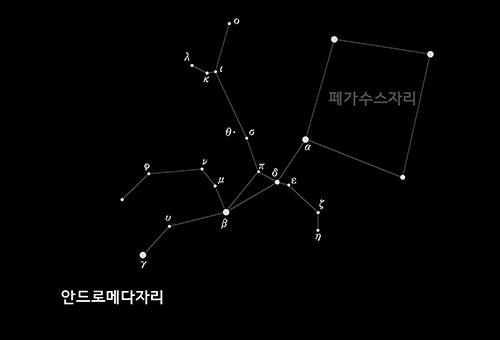 ο
λ
κ
ι
페가수스자리
θ
σ
α
φ
ν
π
δ
ε
μ
ζ
υ
β
η
γ
안드로메다자리